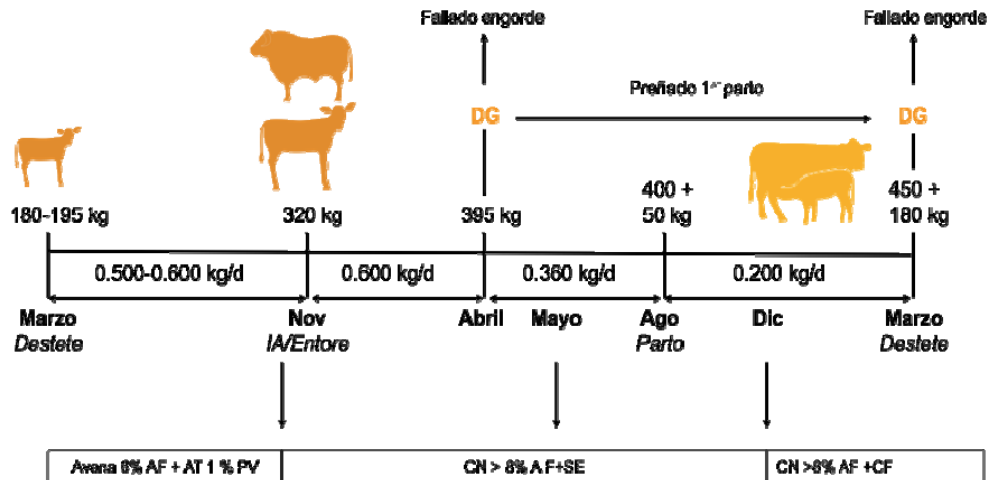 Fallado engorde
Fallado engorde
Preñado 1er parto
DG
DG
180-195 kg
320 kg
395 kg
400 +
50 kg
450 +
180 kg
0.500-0.600 kg/d
0.600 kg/d
0.360 kg/d
0.200 kg/d
Marzo
Destete
Nov
IA/Entore
Abril
Mayo
Ago
Parto
Dic
Marzo
Destete
Avena 6% AF + AT 1 % PV
CN > 8% AF+SE
CN >8% AF +CF